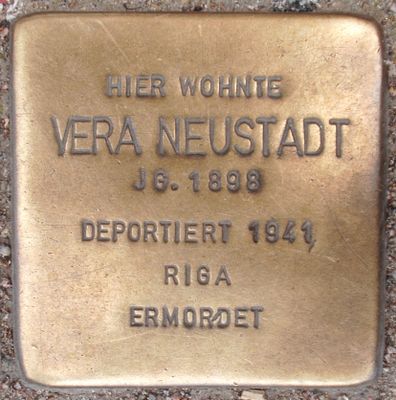 HIER WOHNTE
VERA NEUSTADT
JG. 1898
DEPORTIERT 1941
RIGA
ERMORDET